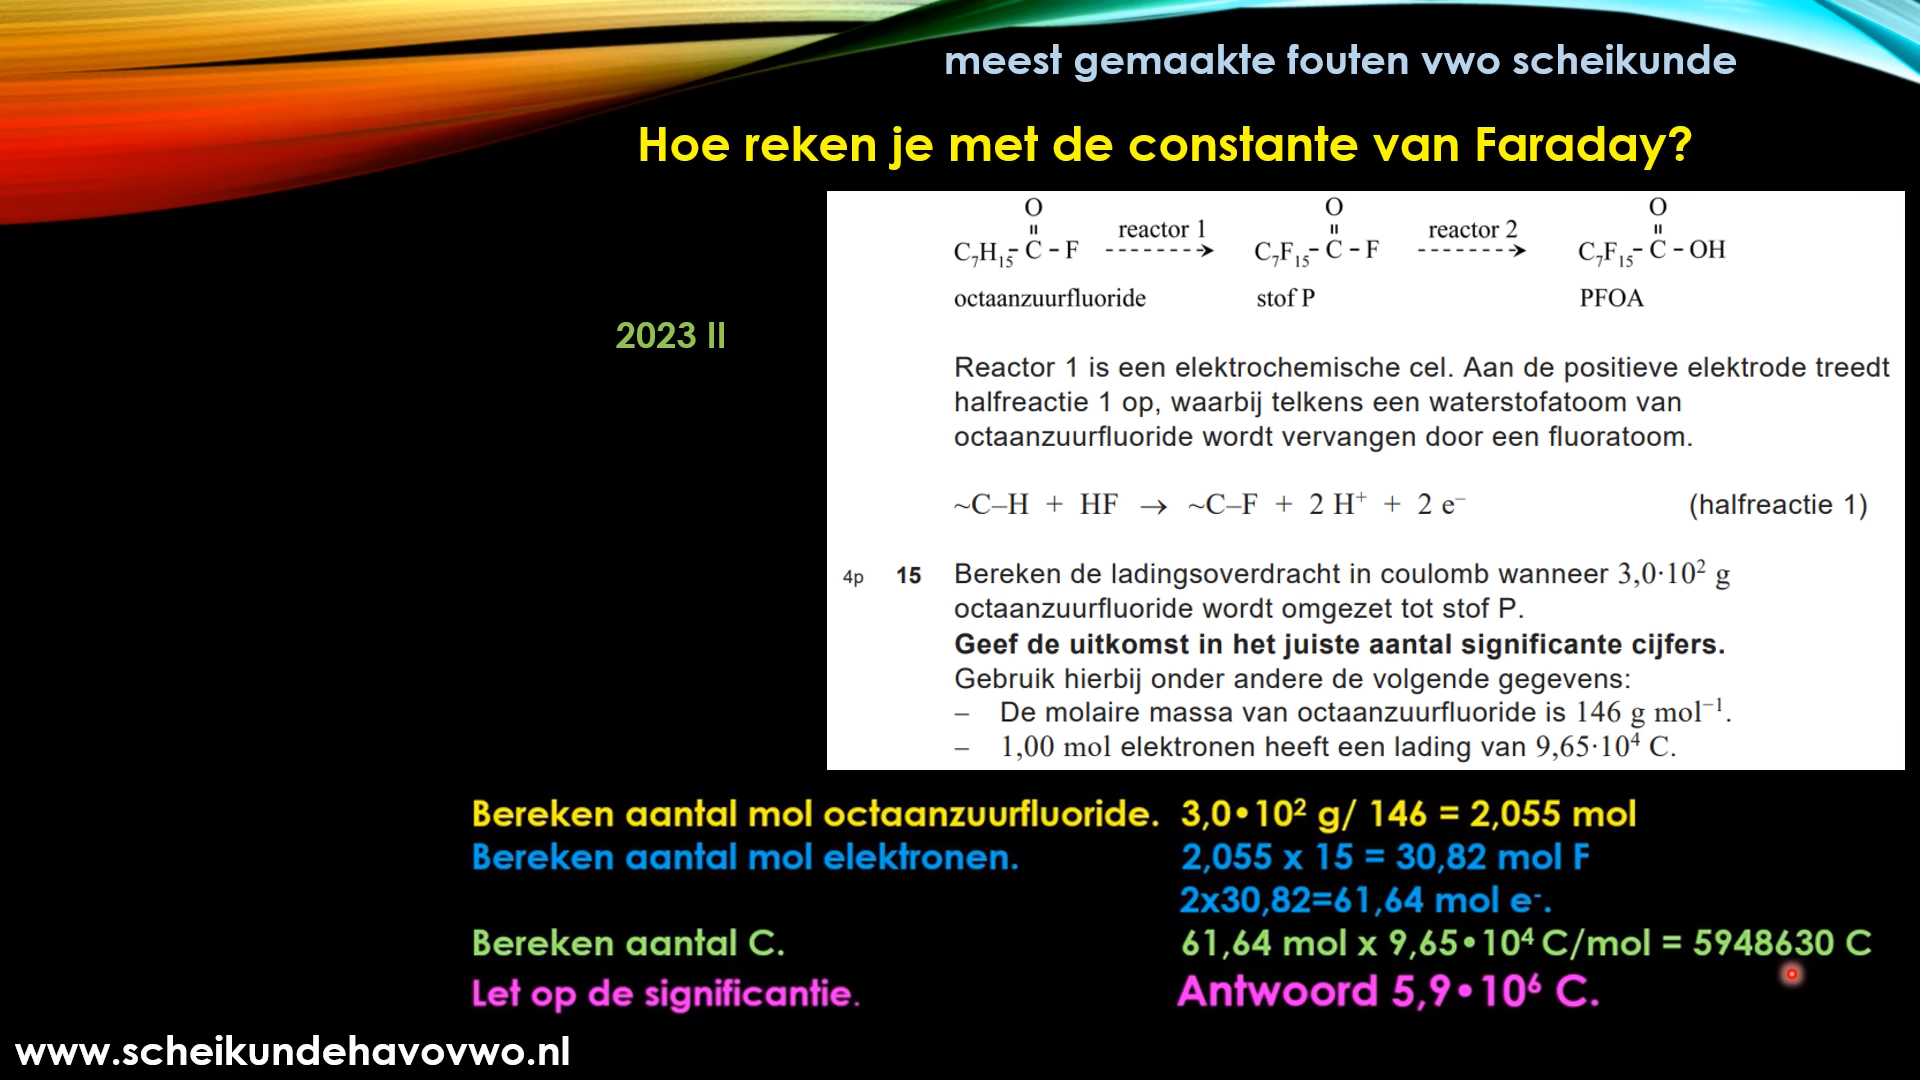 meest gemaakte fouten vwo scheikunde
Hoe reken je met de constante van Faraday?
2023 II
O O O
C₇H₁₅–C–F reactor 1 C₇F₁₅–C–F reactor 2 C₇F₁₅–C–OH
octaanzuurfluoride stof P PFOA
Reactor 1 is een elektrochemische cel. Aan de positieve elektrode treedt
halfreactie 1 op, waarbij telkens een waterstofatoom van
octaanzuurfluoride wordt vervangen door een fluoratoom.
~C–H + HF → ~C–F + 2 H⁺ + 2 e⁻ (halfreactie 1)
4p 15 Bereken de ladingsoverdracht in coulomb wanneer 3,0·10² g
octaanzuurfluoride wordt omgezet tot stof P.
Geef de uitkomst in het juiste aantal significante cijfers.
Gebruik hierbij onder andere de volgende gegevens:
– De molaire massa van octaanzuurfluoride is 146 g mol⁻¹.
– 1,00 mol elektronen heeft een lading van 9,65·10⁴ C.
Bereken aantal mol octaanzuurfluoride. 3,0•10² g/ 146 = 2,055 mol
Bereken aantal mol elektronen. 2,055 x 15 = 30,82 mol F
2x30,82=61,64 mol e⁻.
Bereken aantal C. 61,64 mol x 9,65•10⁴ C/mol = 5948630 C
Let op de significantie. Antwoord 5,9•10⁶ C.
www.scheikundehavovwo.nl